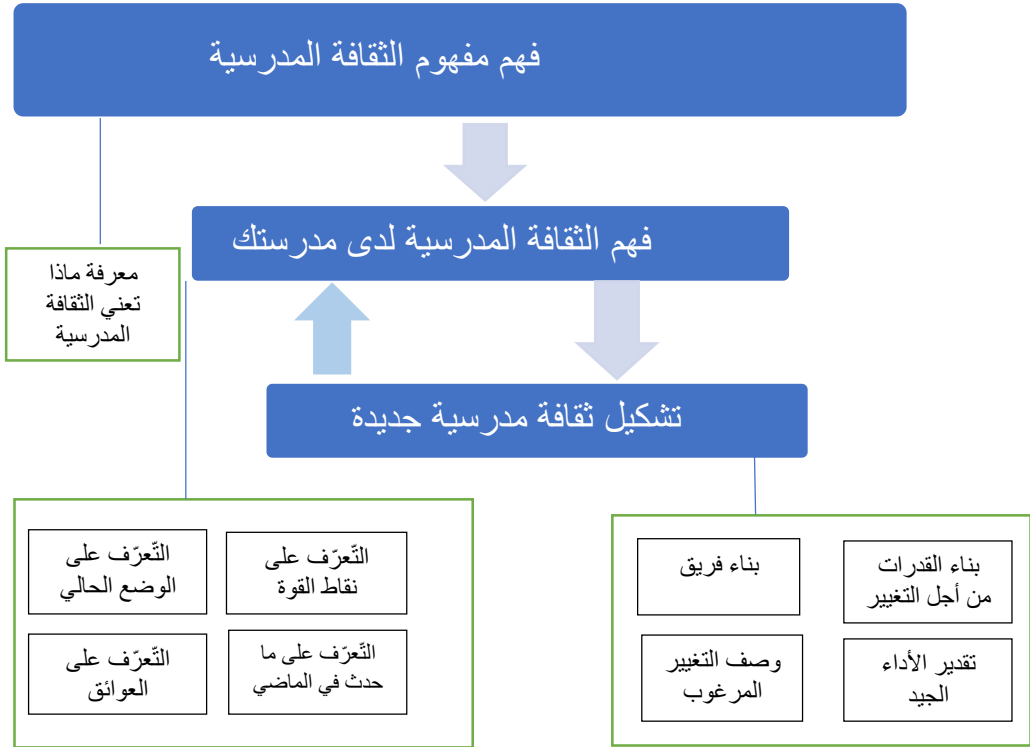 فهم مفهوم الثقافة المدرسية
فهم الثقافة المدرسية لدى مدرستك
معرفة ماذا
تعني الثقافة
المدرسية
تشكيل ثقافة مدرسية جديدة
التّعرّف على
نقاط القوة
التّعرّف على
الوضع الحالي
التّعرّف على ما
حدث في الماضي
التّعرّف على
العوائق
بناء القدرات
من أجل التغيير
بناء فريق
تقدير الأداء
الجيد
وصف التغيير
المرغوب